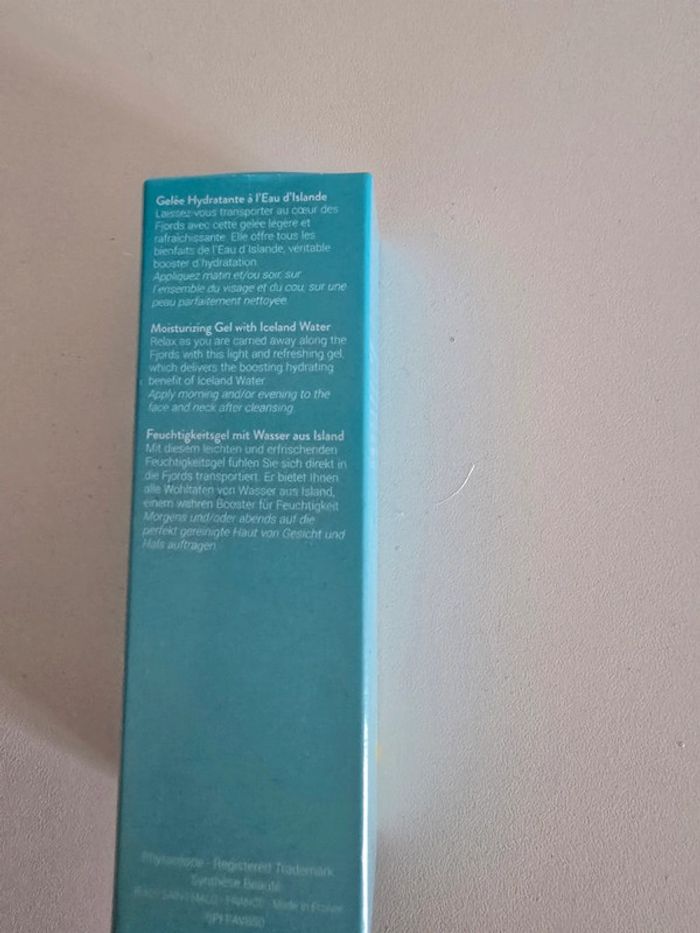 Gelée Hydratante à l'Eau d'Islande
Laissez-vous transporter au cœur des
Fjords avec cette gelée légère et
rafraîchissante. Elle offre tous les
bienfaits de l'Eau d'Islande, véritable
booster d'hydratation.
Appliquez matin et/ou soir, sur
l'ensemble du visage et du cou, sur une
peau parfaitement nettoyée.
Moisturizing Gel with Iceland Water
Relax as you are carried away along the
Fjords with this light and refreshing gel,
which delivers the boosting hydrating
benefit of Iceland Water.
Apply morning and/or evening to the
face and neck after cleansing.
Feuchtigkeitsgel mit Wasser aus Island
Mit diesem leichten und erfrischenden
Feuchtigkeitsgel fühlen Sie sich direkt in
die Fjords transportiert. Er bietet Ihnen
alle Wohltaten von Wasser aus Island,
einem wahren Booster für Feuchtigkeit.
Morgens und/oder abends auf die
perfekt gereinigte Haut von Gesicht und
Hals auftragen.
- Registered Trademark
Synthèse Beauté
FRANCE - Made in France